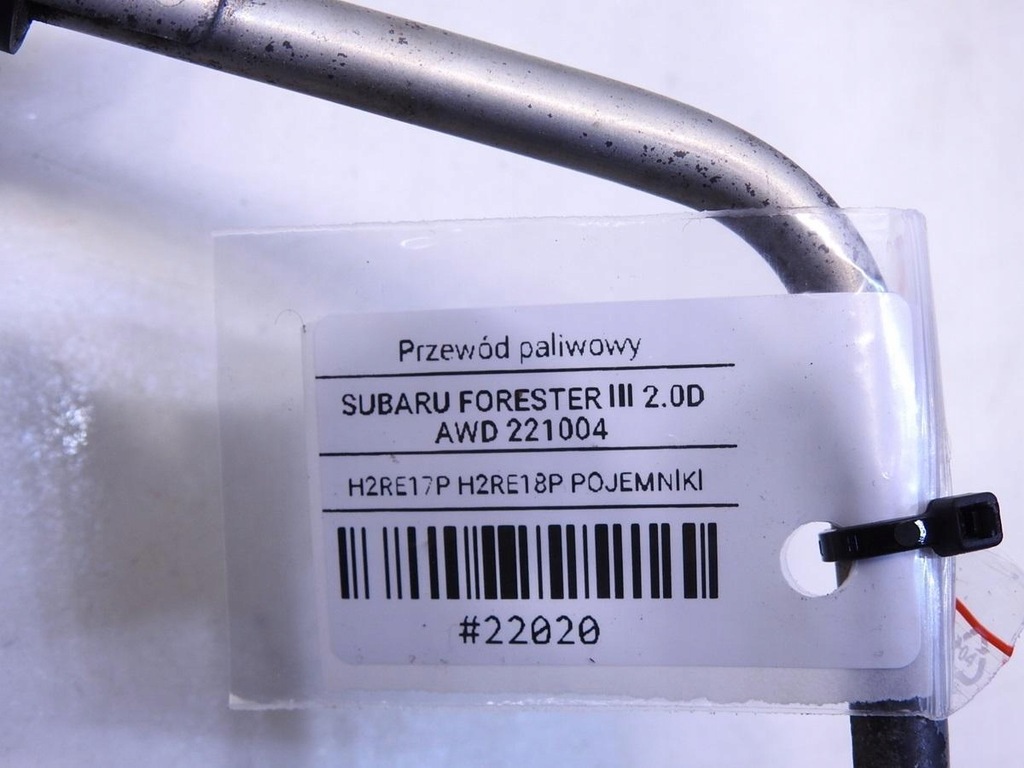 Przewód paliwowy
SUBARU FORESTER III 2.0D
AWD 221004
H2RE17P H2RE18P POJEMNIKI
#22020